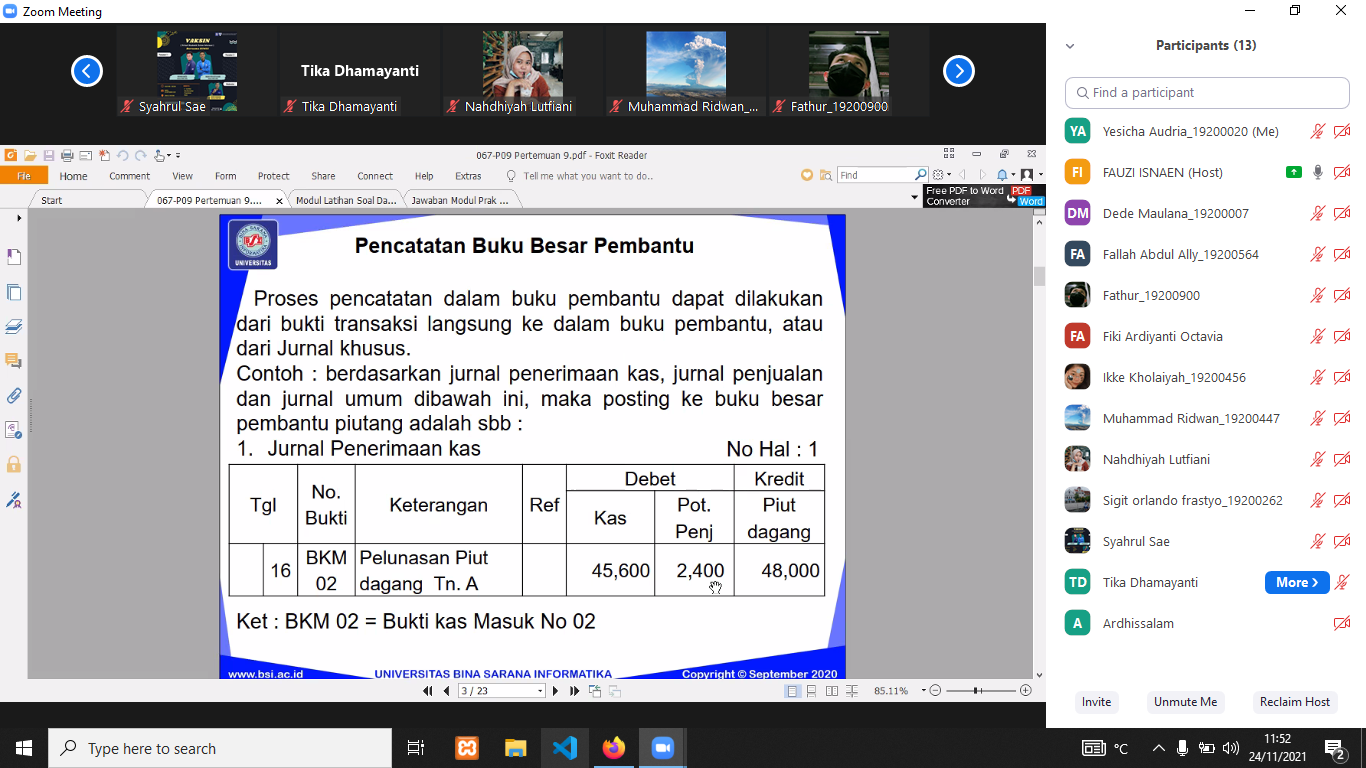 Zoom Meeting
VAKSIN
Syahrul Sae
Tika Dhamayanti
Tika Dhamayanti
Nahdhiyah Lutfiani
Muhammad Ridwan_...
Fathur_19200900
067-P09 Pertemuan 9.pdf - Foxit Reader
File Home Comment View Form Protect Share Connect Help Extras Tell me what you want to do.. Find
Start 067-P09 Pertemuan 9.... Modul Latihan Soal Da... Jawaban Modul Prak ...
Free PDF to Word Converter PDF Word
UNIVERSITAS
Pencatatan Buku Besar Pembantu
Proses pencatatan dalam buku pembantu dapat dilakukan
dari bukti transaksi langsung ke dalam buku pembantu, atau
dari Jurnal khusus.
Contoh : berdasarkan jurnal penerimaan kas, jurnal penjualan
dan jurnal umum dibawah ini, maka posting ke buku besar
pembantu piutang adalah sbb :
1. Jurnal Penerimaan kas No Hal : 1
Tgl No. Bukti Keterangan Ref Debet Kredit
Kas Pot. Penj Piut dagang
16 BKM 02 Pelunasan Piut dagang Tn. A 45,600 2,400 48,000
Ket : BKM 02 = Bukti kas Masuk No 02
www.bsi.ac.id UNIVERSITAS BINA SARANA INFORMATIKA Copyright © September 2020
3 / 23 85.11%
Participants (13)
Find a participant
YA Yesicha Audria_19200020 (Me)
FI FAUZI ISNAEN (Host)
DM Dede Maulana_19200007
FA Fallah Abdul Ally_19200564
Fathur_19200900
FA Fiki Ardiyanti Octavia
Ikke Kholaiyah_19200456
Muhammad Ridwan_19200447
Nahdhiyah Lutfiani
Sigit orlando frastyo_19200262
Syahrul Sae
TD Tika Dhamayanti More
A Ardhissalam
Invite Unmute Me Reclaim Host
Type here to search
°C
11:52
24/11/2021
2